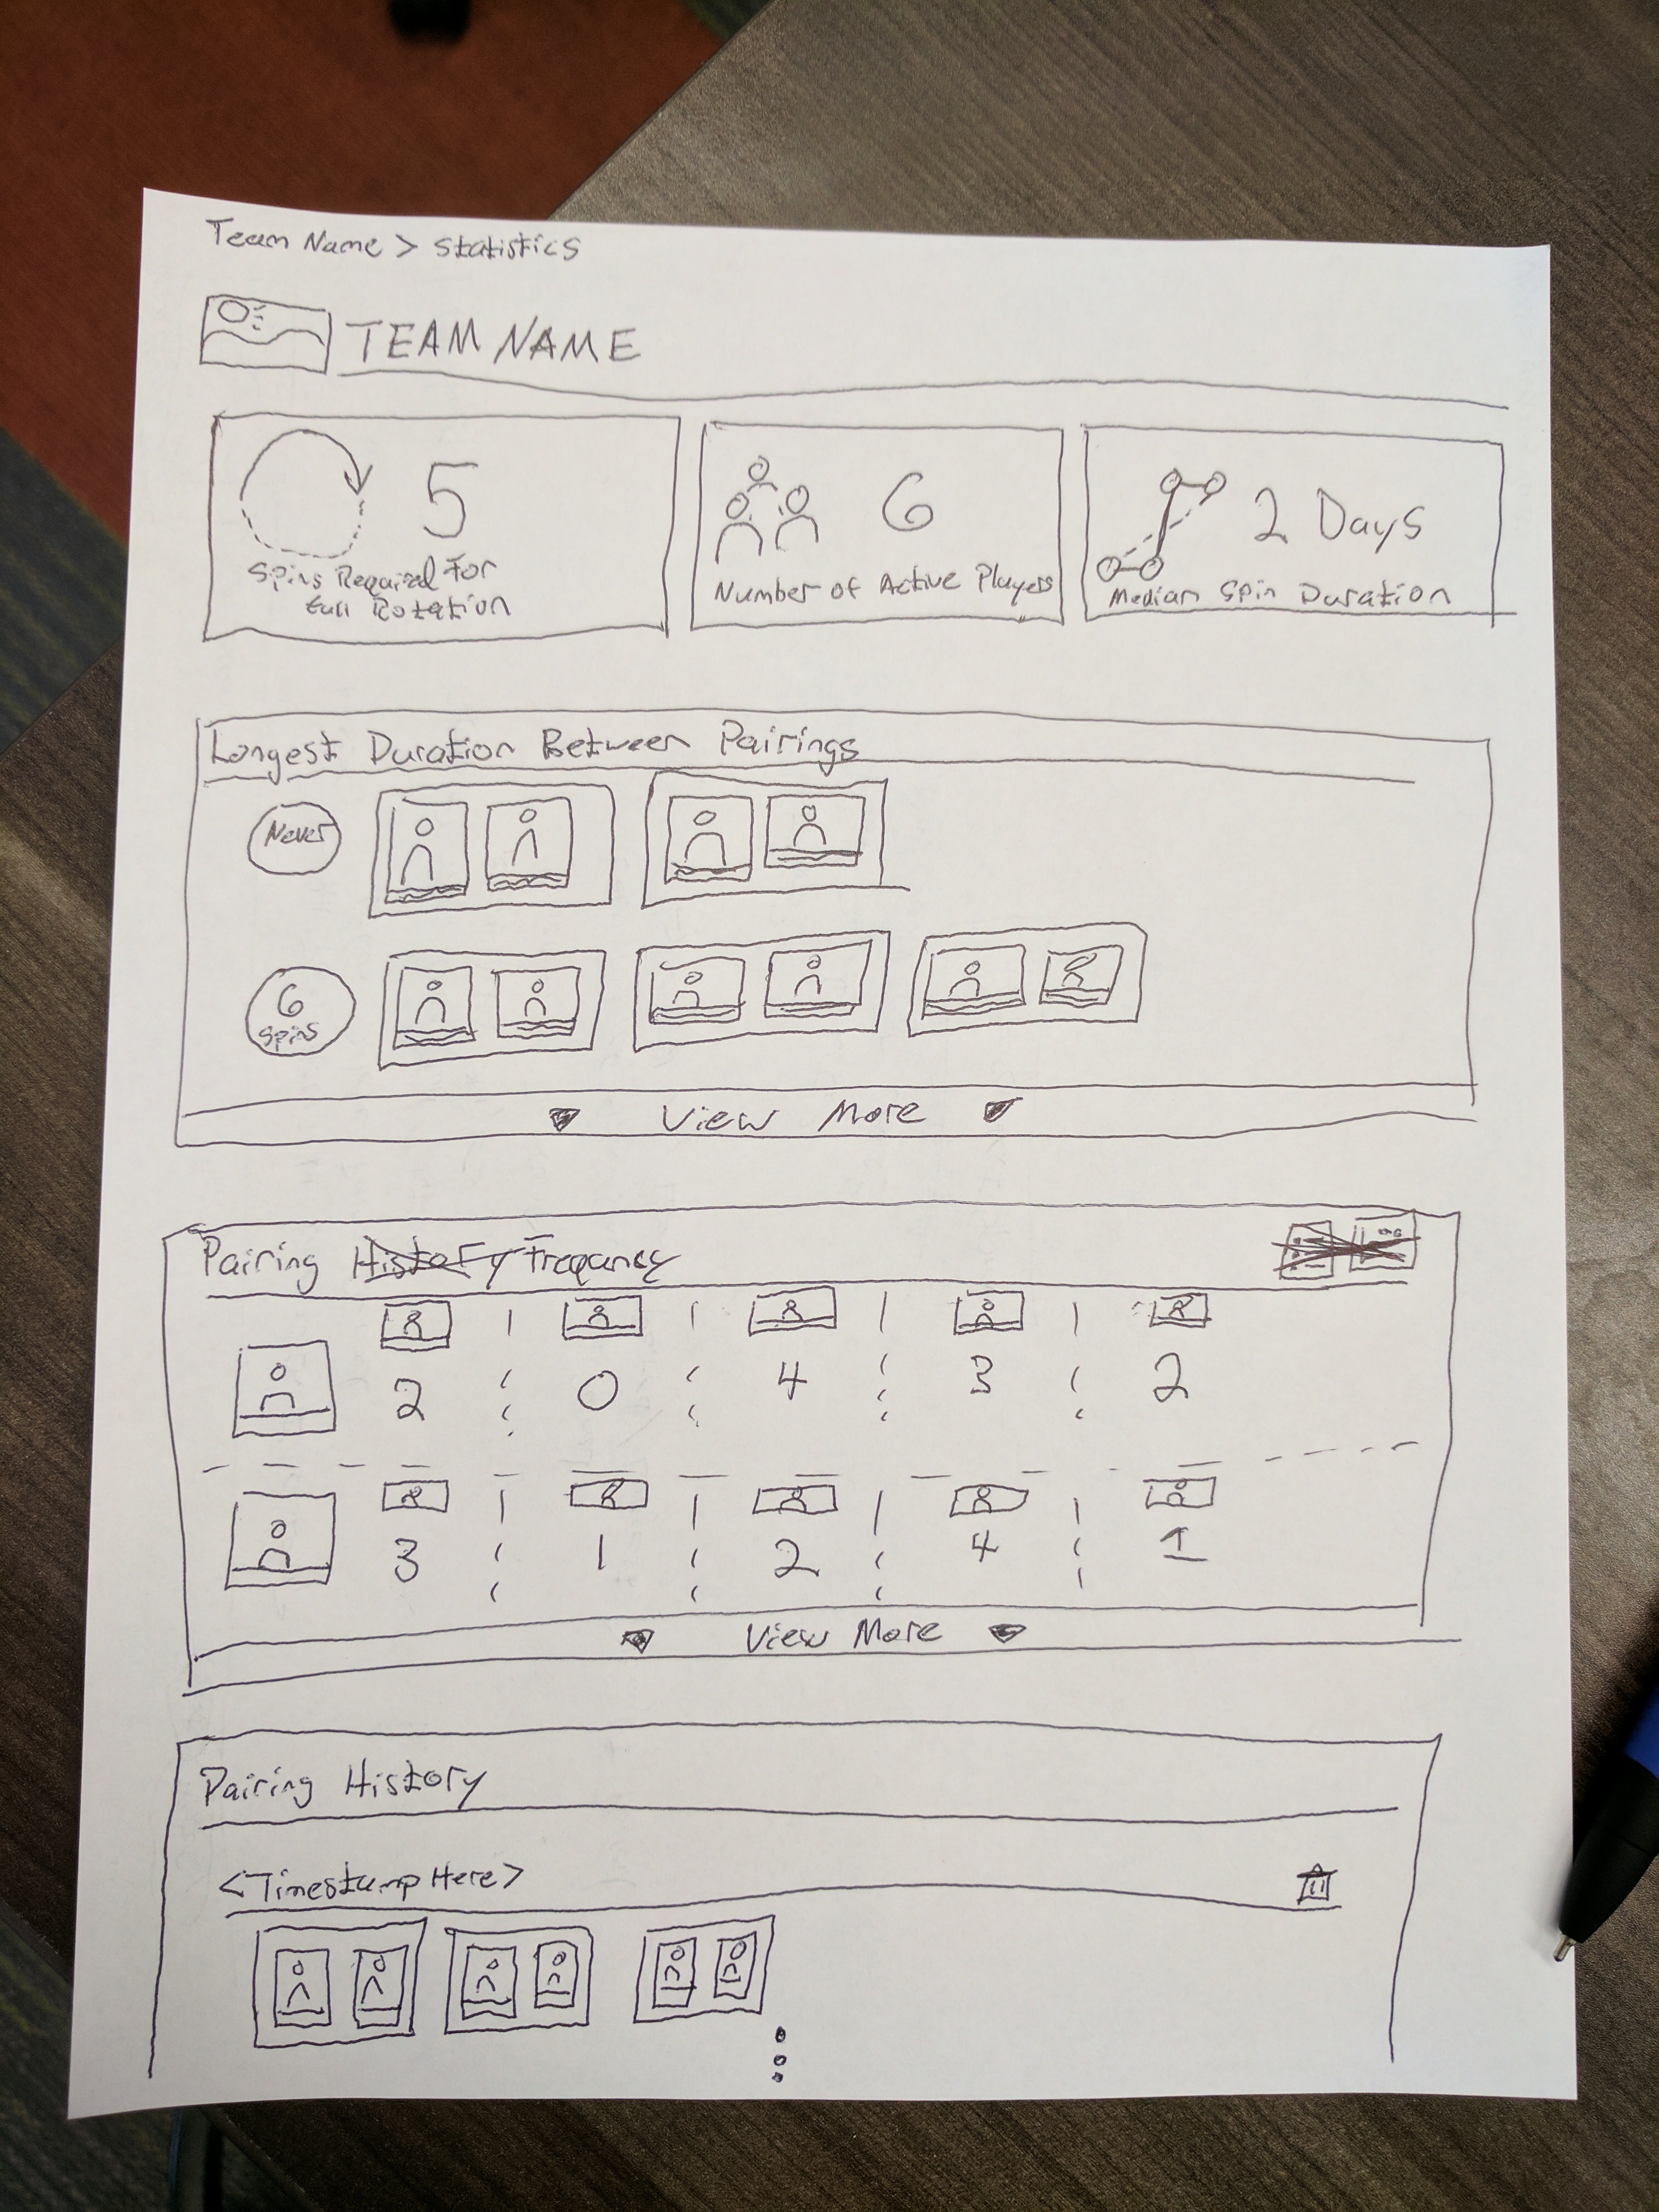 Team Name > Statistics
TEAM NAME
5
Spins Required For
Full Rotation
6
Number of Active Players
2 Days
Median Spin Duration
Longest Duration Between Pairings
Never
6
Spins
View More
Pairing History Freqancy
2 0 4 3 2
3 1 2 4 1
View More
Pairing History
<Timestamp Here>